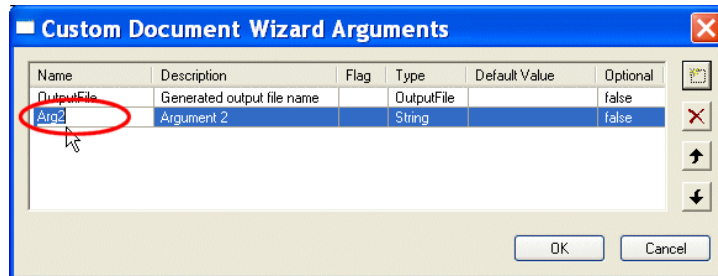 Custom Document Wizard Arguments
Name Description Flag Type Default Value Optional
OutputFile Generated output file name OutputFile false
Arg2 Argument 2 String false
OK Cancel